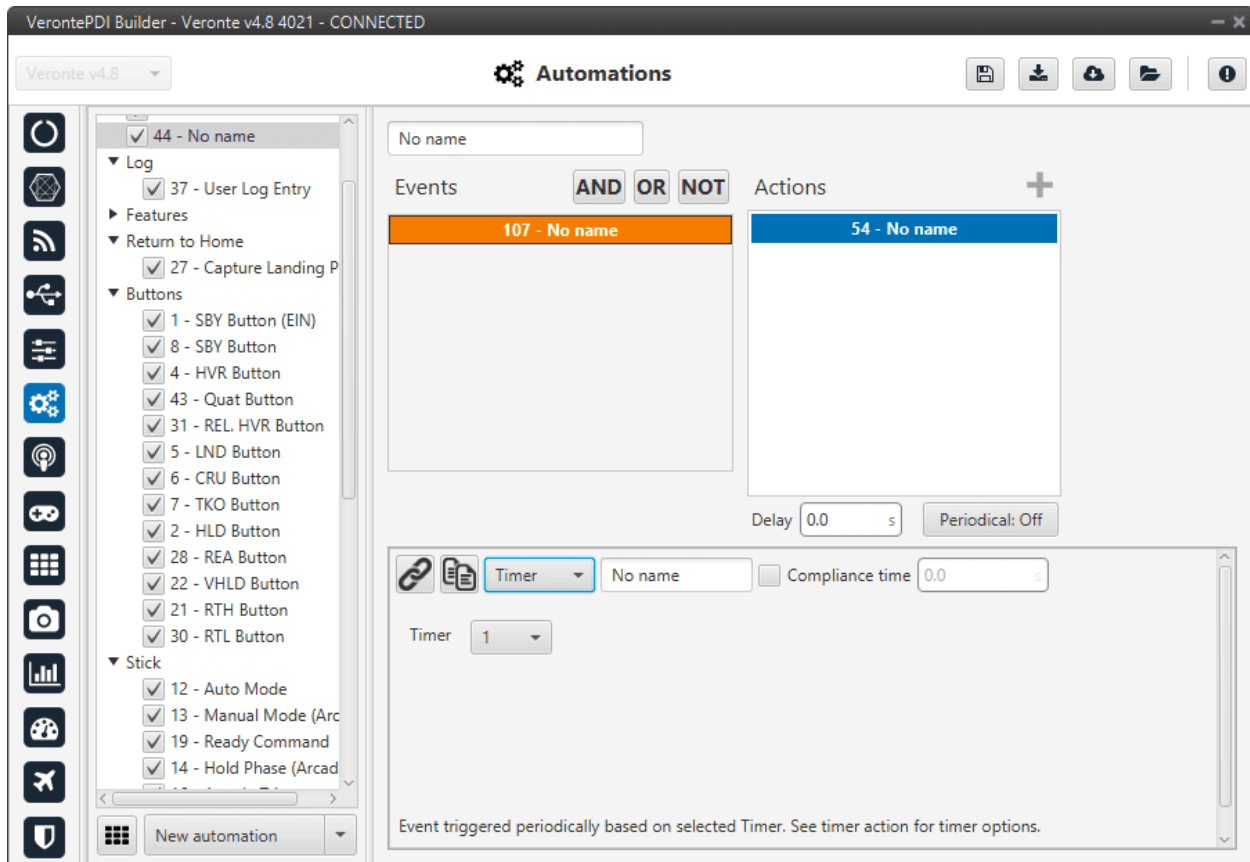 VerontePDI Builder - Veronte v4.8 4021 - CONNECTED
Veronte v4.8
Automations
44 - No name
Log
37 - User Log Entry
Features
Return to Home
27 - Capture Landing P
Buttons
1 - SBY Button (EIN)
8 - SBY Button
4 - HVR Button
43 - Quat Button
31 - REL. HVR Button
5 - LND Button
6 - CRU Button
7 - TKO Button
2 - HLD Button
28 - REA Button
22 - VHLD Button
21 - RTH Button
30 - RTL Button
Stick
12 - Auto Mode
13 - Manual Mode (Arc
19 - Ready Command
14 - Hold Phase (Arcad
New automation
No name
Events AND OR NOT
107 - No name
Actions
54 - No name
Delay 0.0 s Periodical: Off
Timer No name Compliance time 0.0 s
Timer 1
Event triggered periodically based on selected Timer. See timer action for timer options.